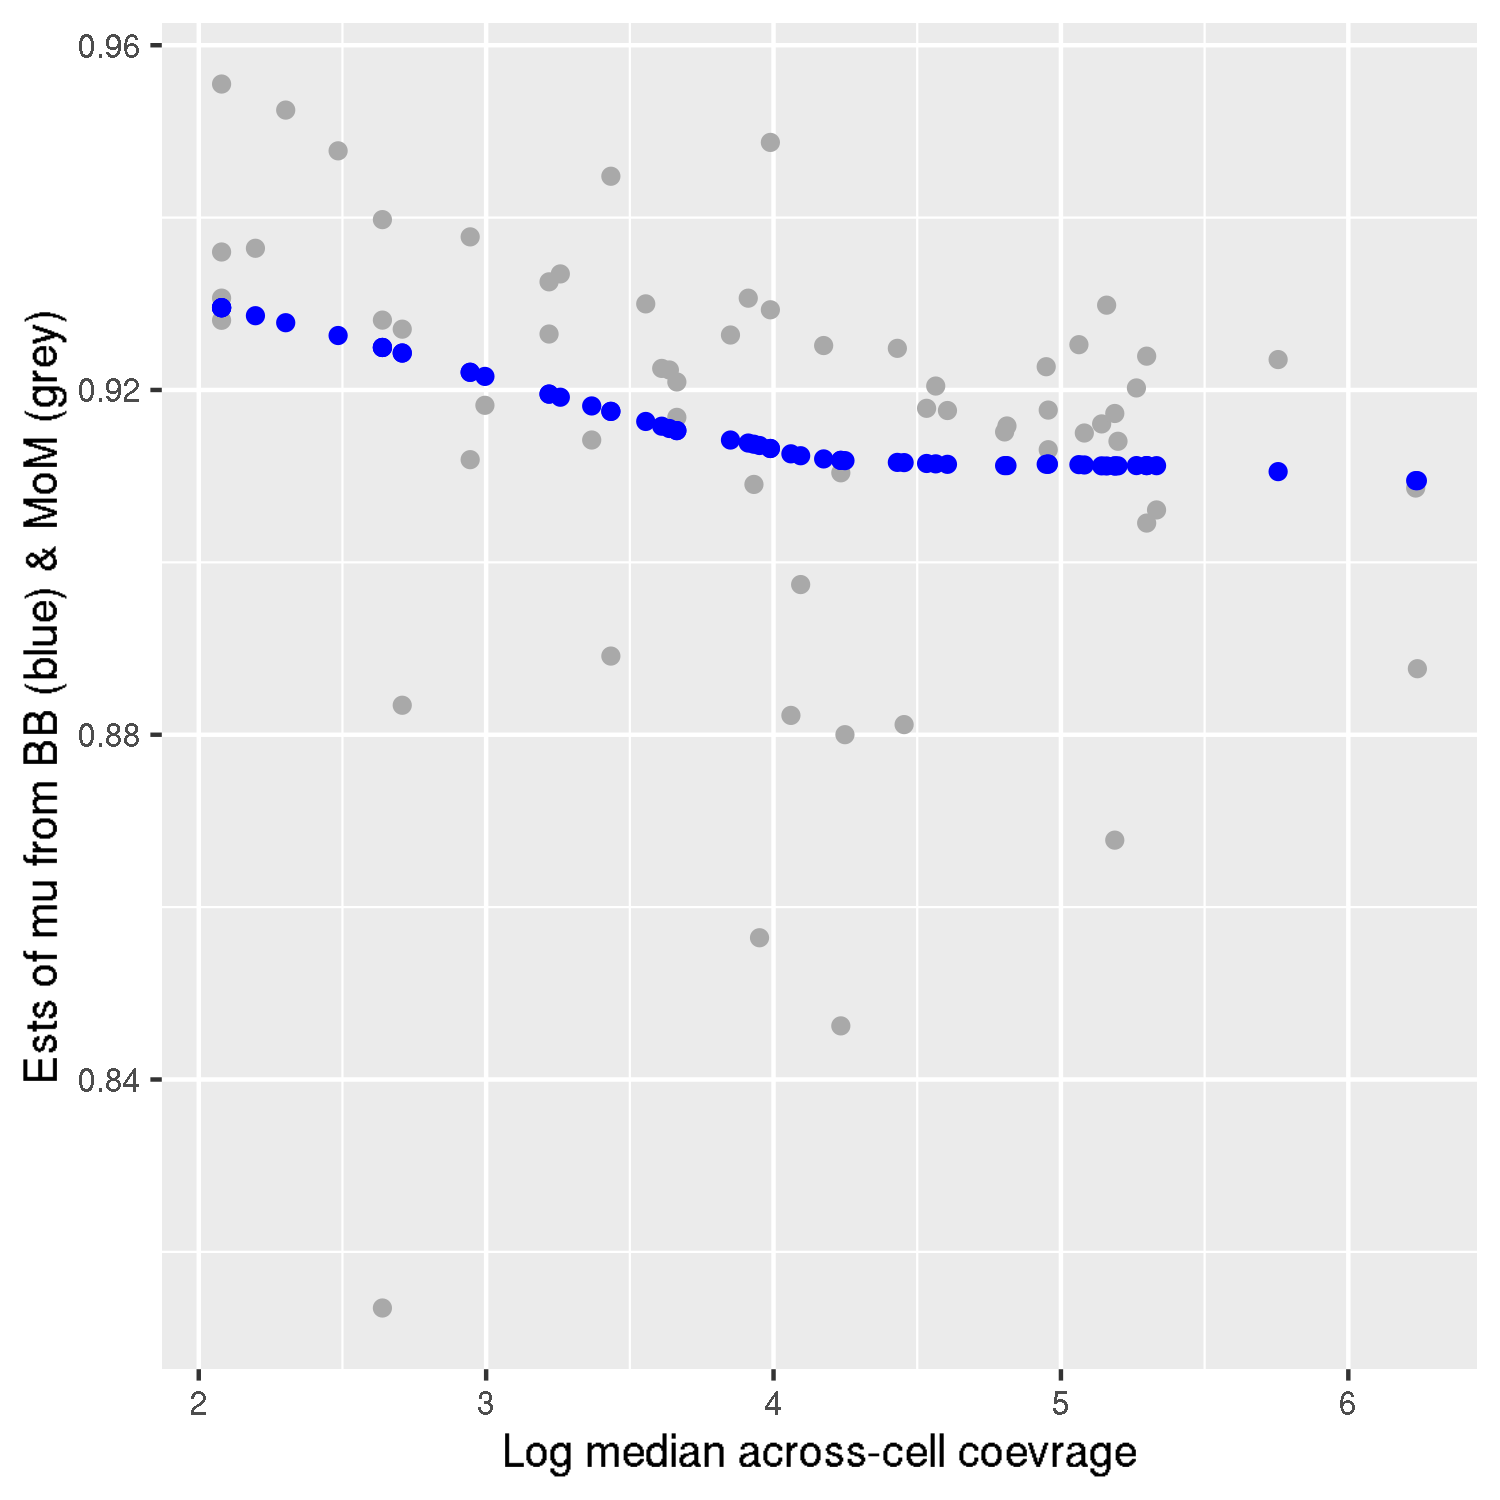 0.96
0.92
0.88
0.84
Ests of mu from BB (blue) & MoM (grey)
2 3 4 5 6
Log median across-cell coevrage